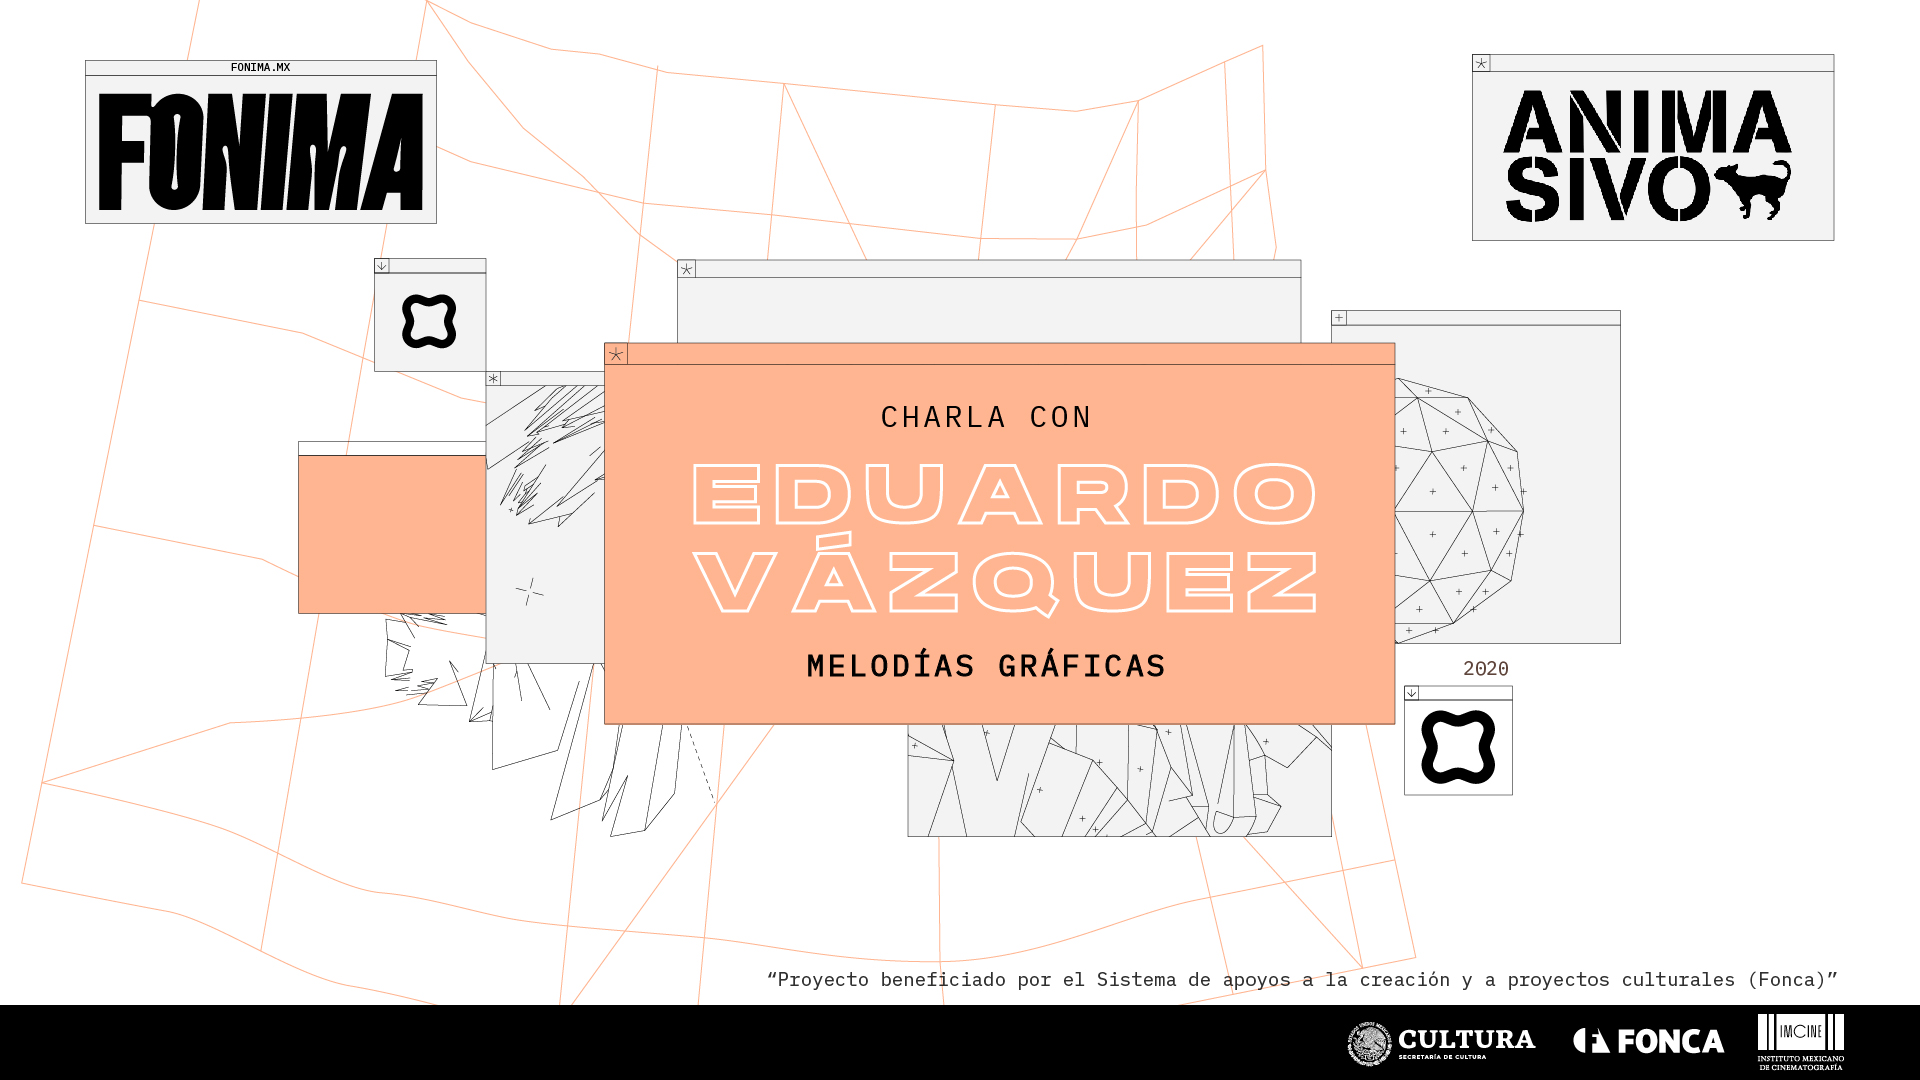 FONIMA.MX
FONIMA
ANIMA
SIVO
CHARLA CON
EDUARDO
VÁZQUEZ
MELODÍAS GRÁFICAS
2020
“Proyecto beneficiado por el Sistema de apoyos a la creación y a proyectos culturales (Fonca)”
CULTURA
SECRETARÍA DE CULTURA
FONCA
IMCINE
INSTITUTO MEXICANO
DE CINEMATOGRAFÍA